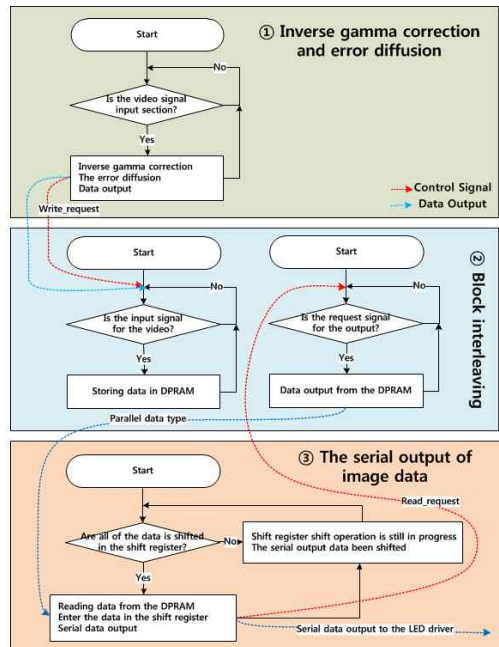 Start
① Inverse gamma correction
and error diffusion
No
Is the video signal
input section?
Yes
Inverse gamma correction
The error diffusion
Data output
Control Signal
Data Output
Write_request
Start
Start
② Block interleaving
No
No
Is the input signal
for the video?
Is the request signal
for the output?
Yes
Yes
Storing data in DPRAM
Data output from the DPRAM
Parallel data type
③ The serial output of
image data
Start
Read_request
Are all of the data is shifted
in the shift register?
No
Shift register shift operation is still in progress
The serial output data been shifted
Yes
Reading data from the DPRAM
Enter the data in the shift register
Serial data output
Serial data output to the LED driver